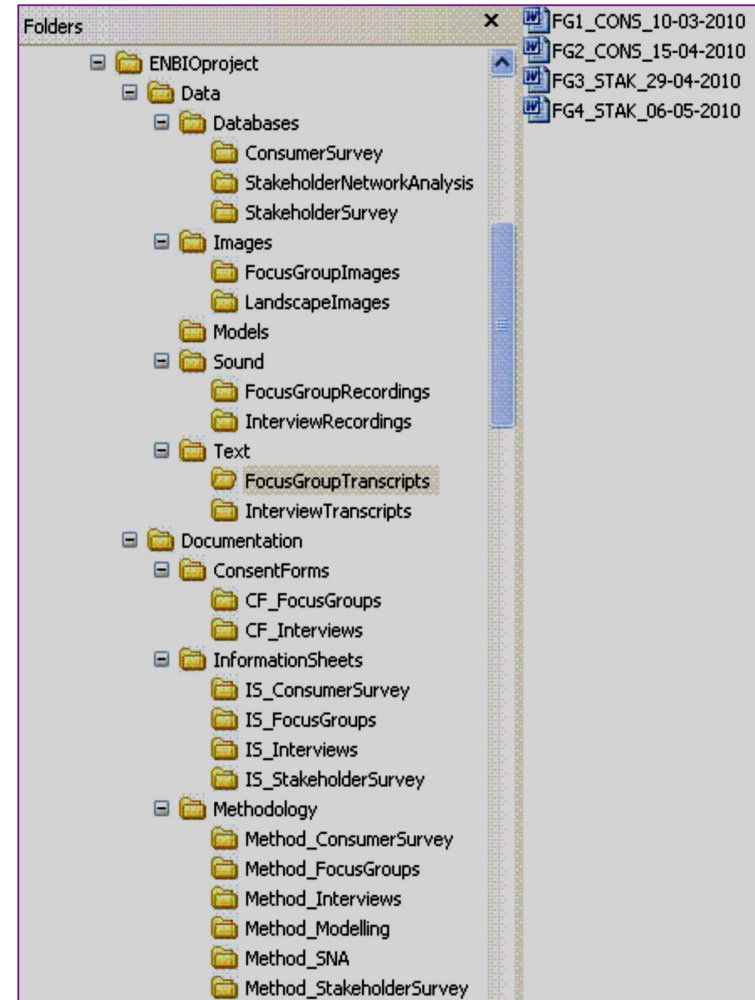 Folders
ENBIOproject
Data
Databases
ConsumerSurvey
StakeholderNetworkAnalysis
StakeholderSurvey
Images
FocusGroupImages
LandscapeImages
Models
Sound
FocusGroupRecordings
InterviewRecordings
Text
FocusGroupTranscripts
InterviewTranscripts
Documentation
ConsentForms
CF_FocusGroups
CF_Interviews
InformationSheets
IS_ConsumerSurvey
IS_FocusGroups
IS_Interviews
IS_StakeholderSurvey
Methodology
Method_ConsumerSurvey
Method_FocusGroups
Method_Interviews
Method_Modelling
Method_SNA
Method_StakeholderSurvey
FG1_CONS_10-03-2010
FG2_CONS_15-04-2010
FG3_STAK_29-04-2010
FG4_STAK_06-05-2010